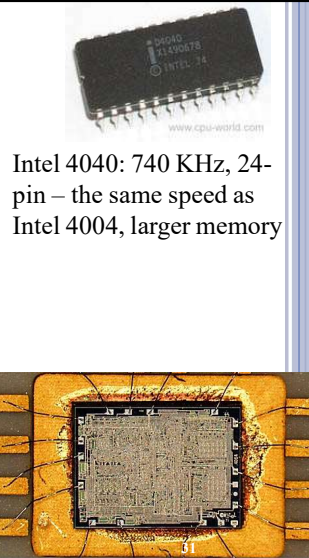 i
D4040
X1490678
© INTEL 74
www.cpu-world.com
Intel 4040: 740 KHz, 24-
pin – the same speed as
Intel 4004, larger memory
31